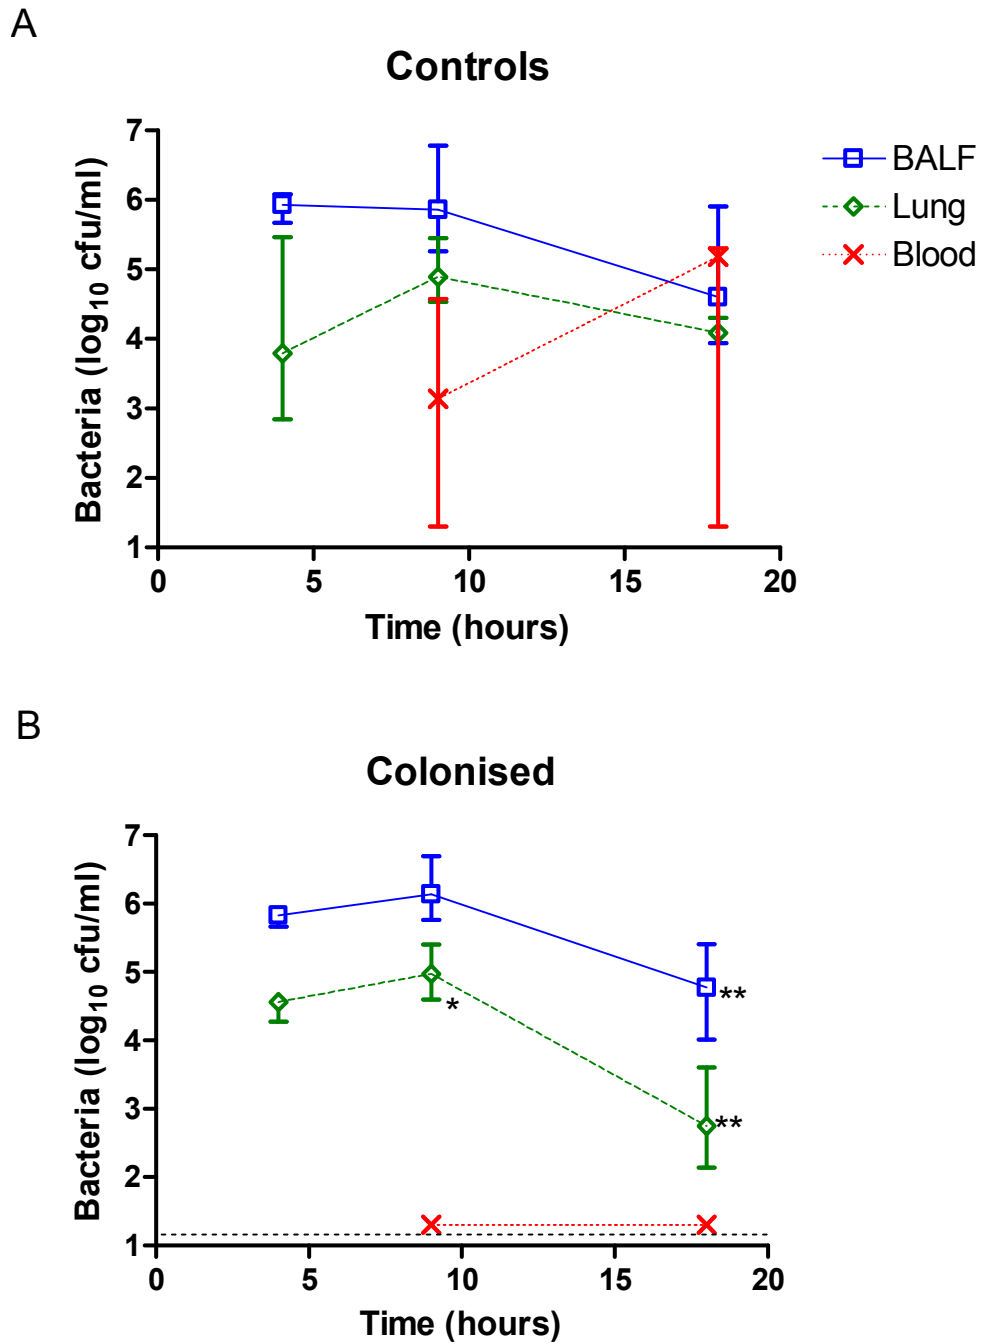 A
Controls
7
6
5
4
3
2
1
0
5
10
15
20
Bacteria (log10 cfu/ml)
Time (hours)
BALF
Lung
Blood
B
Colonised
7
6
5
4
3
2
1
0
5
10
15
20
Bacteria (log10 cfu/ml)
Time (hours)
*
**
**